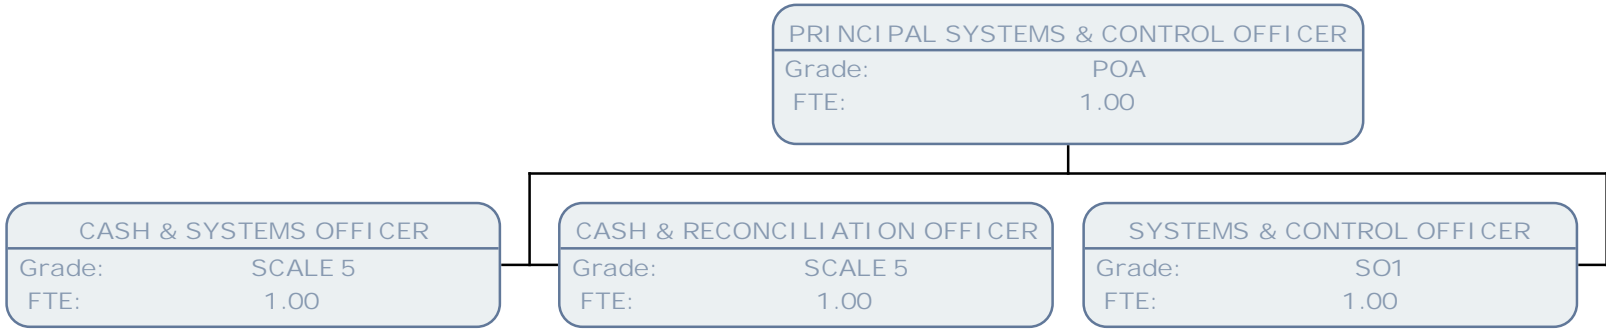 PRINCIPAL SYSTEMS & CONTROL OFFICER
Grade: POA
FTE: 1.00
CASH & SYSTEMS OFFICER
Grade: SCALE 5
FTE: 1.00
CASH & RECONCILIATION OFFICER
Grade: SCALE 5
FTE: 1.00
SYSTEMS & CONTROL OFFICER
Grade: SO1
FTE: 1.00